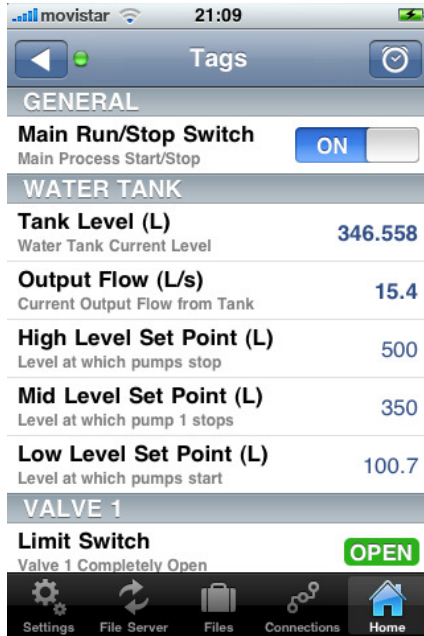 movistar 21:09
Tags
GENERAL
Main Run/Stop Switch
Main Process Start/Stop
ON
WATER TANK
Tank Level (L)
Water Tank Current Level
346.558
Output Flow (L/s)
Current Output Flow from Tank
15.4
High Level Set Point (L)
Level at which pumps stop
500
Mid Level Set Point (L)
Level at which pump 1 stops
350
Low Level Set Point (L)
Level at which pumps start
100.7
VALVE 1
Limit Switch
Valve 1 Completely Open
OPEN
Settings File Server Files Connections Home